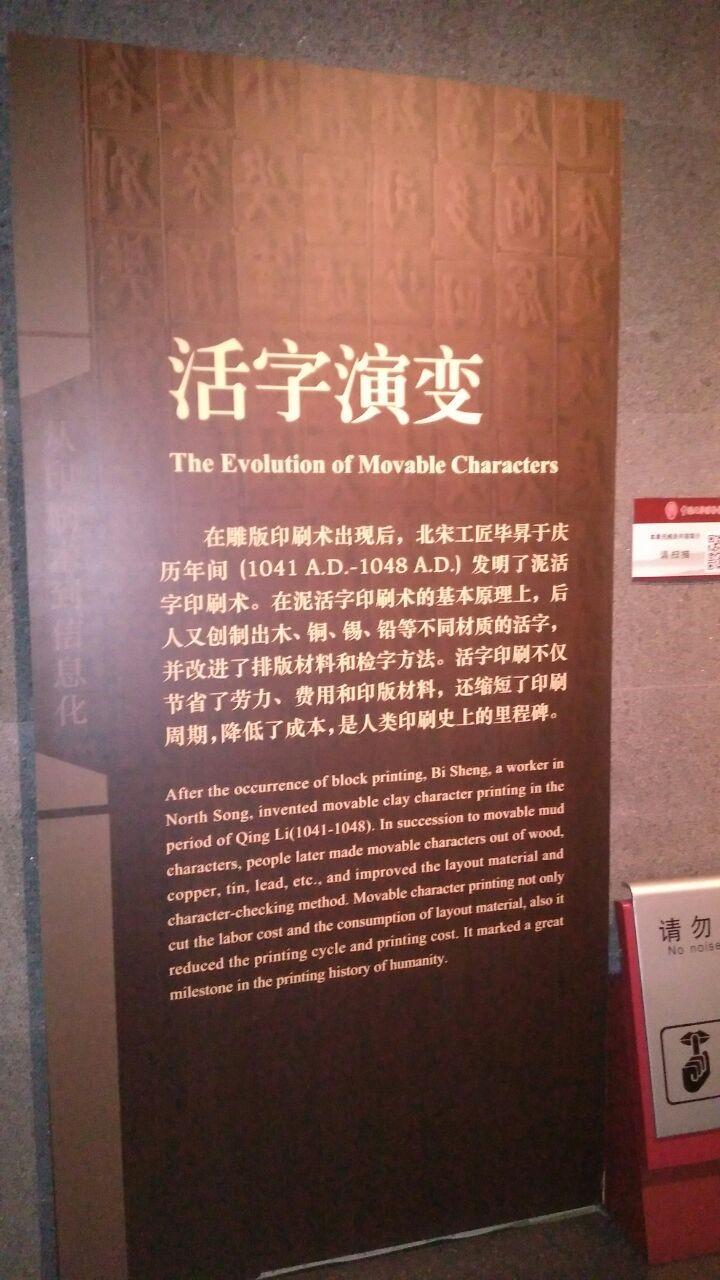 活字演变
The Evolution of Movable Characters
在雕版印刷术出现后，北宋工匠毕昇于庆
历年间 (1041 A.D.-1048 A.D.) 发明了泥活
字印刷术。在泥活字印刷术的基本原理上，后
人又创制出木、铜、锡、铅等不同材质的活字，
并改进了排版材料和检字方法。活字印刷不仅
节省了劳力、费用和印版材料，还缩短了印刷
周期，降低了成本，是人类印刷史上的里程碑。
After the occurrence of block printing, Bi Sheng, a worker in
North Song, invented movable clay character printing in the
period of Qing Li(1041-1048). In succession to movable mud
characters, people later made movable characters out of wood,
copper, tin, lead, etc., and improved the layout material and
character-checking method. Movable character printing not only
cut the labor cost and the consumption of layout material, also it
reduced the printing cycle and printing cost. It marked a great
milestone in the printing history of humanity.
信息化
请扫描
请勿
No noise